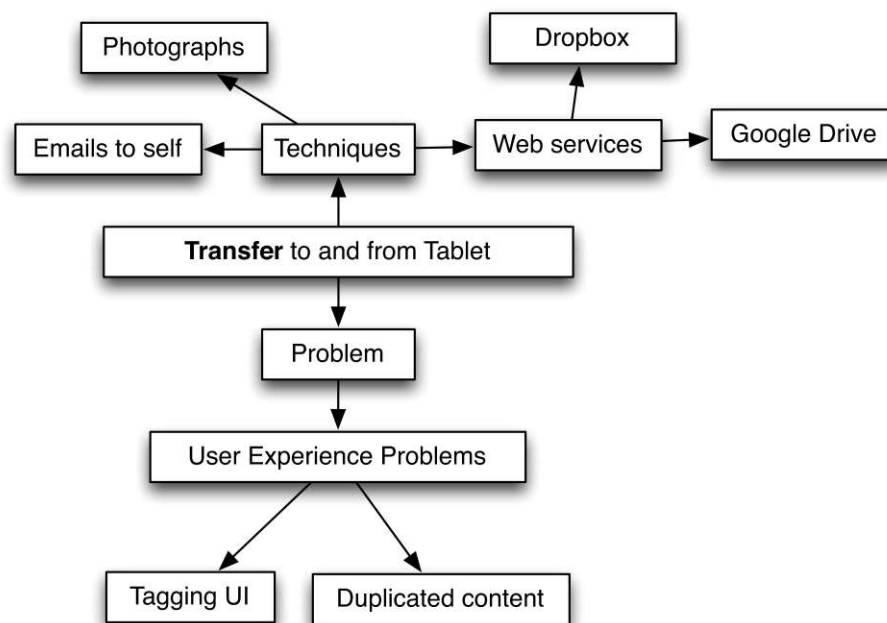 Photographs
Dropbox
Emails to self
Techniques
Web services
Google Drive
Transfer to and from Tablet
Problem
User Experience Problems
Tagging UI
Duplicated content